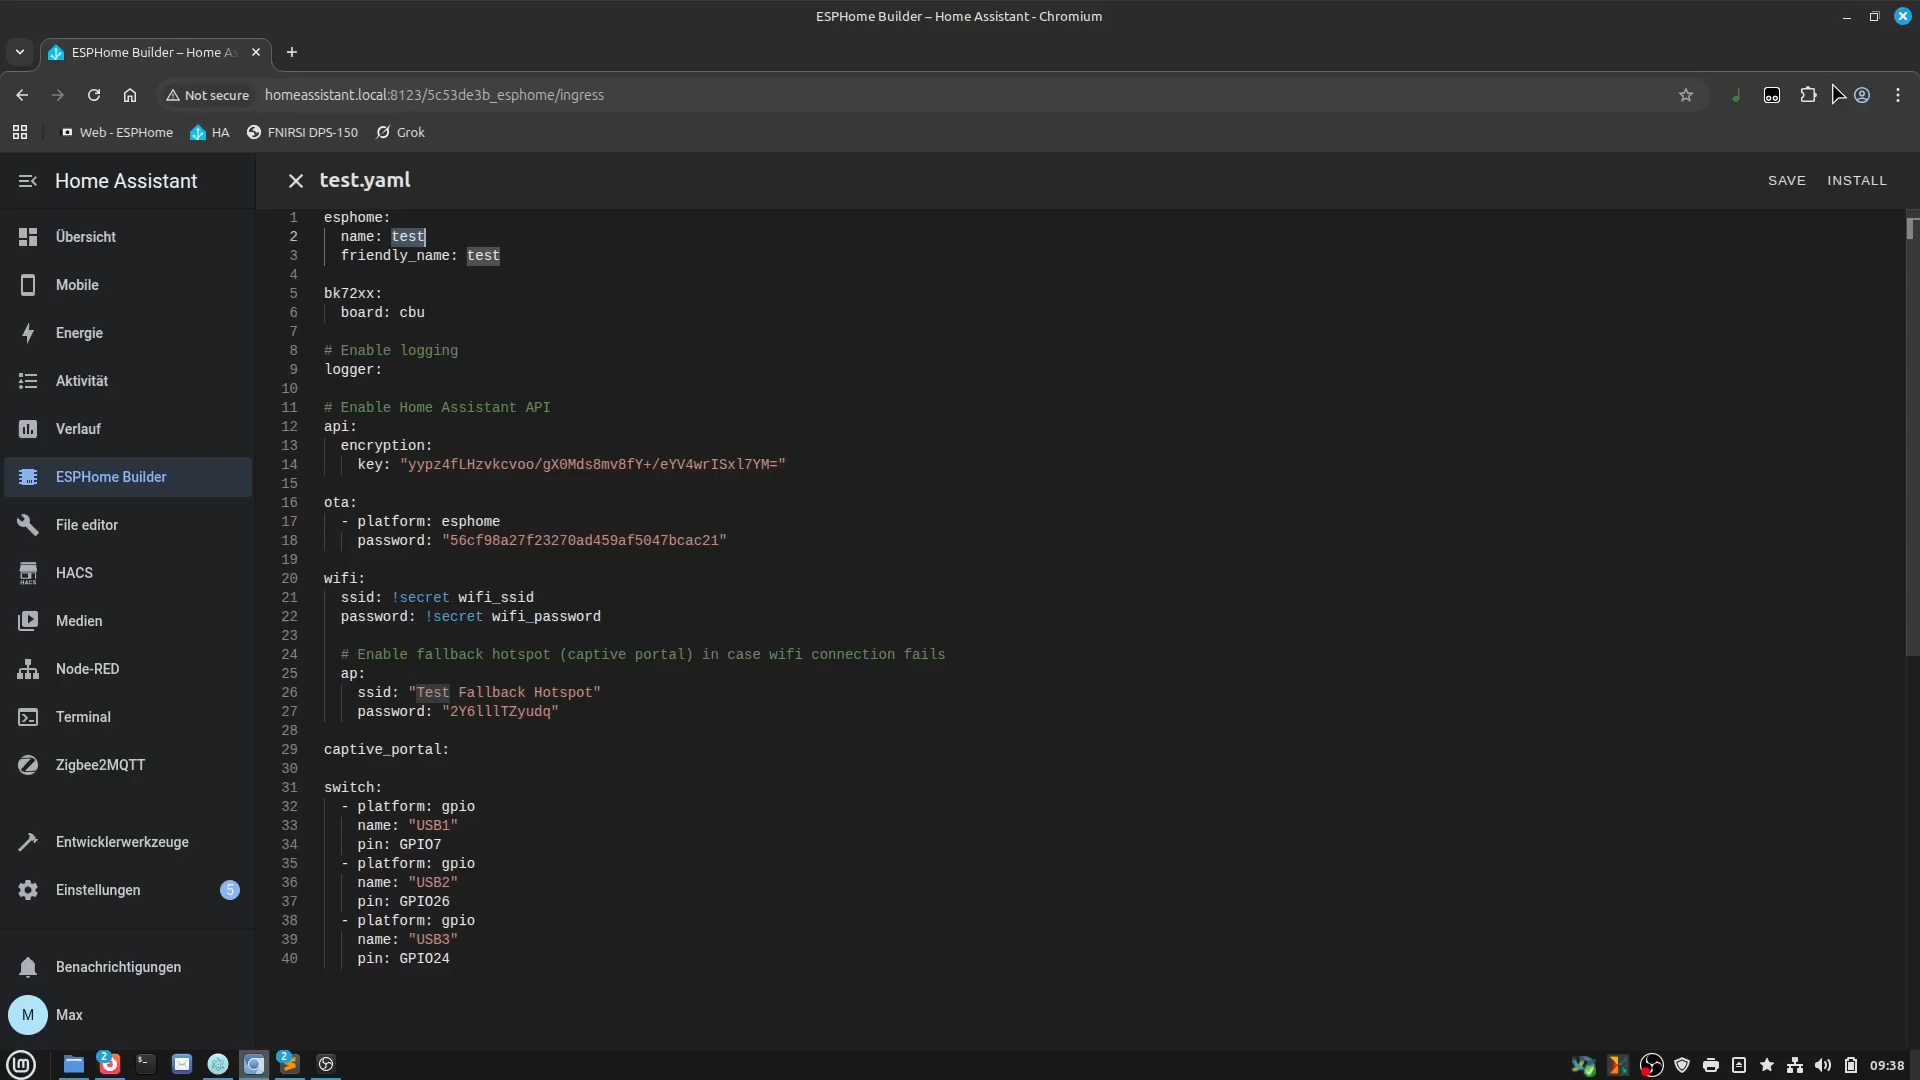 ESPHome Builder – Home Assistant - Chromium
ESPHome Builder – Home As
Not secure
homeassistant.local:8123/5c53de3b_esphome/ingress
Web - ESPHome
HA
FNIRSI DPS-150
Grok
Home Assistant
test.yaml
SAVE
INSTALL
Übersicht
Mobile
Energie
Aktivität
Verlauf
ESPHome Builder
File editor
HACS
HACS
Medien
Node-RED
Terminal
Zigbee2MQTT
Entwicklerwerkzeuge
Einstellungen
5
Benachrichtigungen
M
Max
1 esphome:
2 name: test
3 friendly_name: test
4
5 bk72xx:
6 board: cbu
7
8 # Enable logging
9 logger:
10
11 # Enable Home Assistant API
12 api:
13 encryption:
14 key: "yypz4fLHzvkcvoo/gX0Mds8mv8fY+/eYV4wrISxl7YM="
15
16 ota:
17 - platform: esphome
18 password: "56cf98a27f23270ad459af5047bcac21"
19
20 wifi:
21 ssid: !secret wifi_ssid
22 password: !secret wifi_password
23
24 # Enable fallback hotspot (captive portal) in case wifi connection fails
25 ap:
26 ssid: "Test Fallback Hotspot"
27 password: "2Y6lllTZyudq"
28
29 captive_portal:
30
31 switch:
32 - platform: gpio
33 name: "USB1"
34 pin: GPIO7
35 - platform: gpio
36 name: "USB2"
37 pin: GPIO26
38 - platform: gpio
39 name: "USB3"
40 pin: GPIO24
2
2
09:38